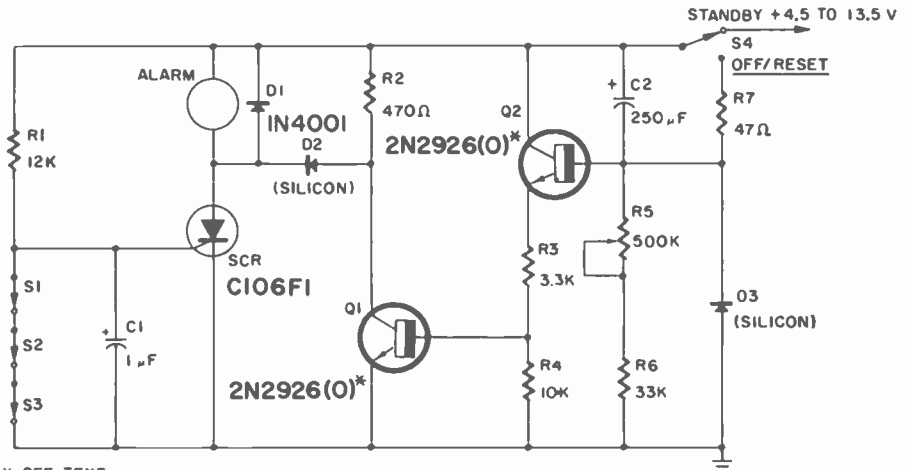 STANDBY +4.5 TO 13.5 V
S4
OFF/RESET
ALARM
D1
1N4001
R2
470Ω
Q2
2N2926(O)*
+ C2
250µF
R7
47Ω
R1
12K
D2
(SILICON)
SCR
C106F1
R3
3.3K
R5
500K
S1
S2
S3
+ C1
1µF
Q1
2N2926(O)*
R4
10K
R6
33K
D3
(SILICON)